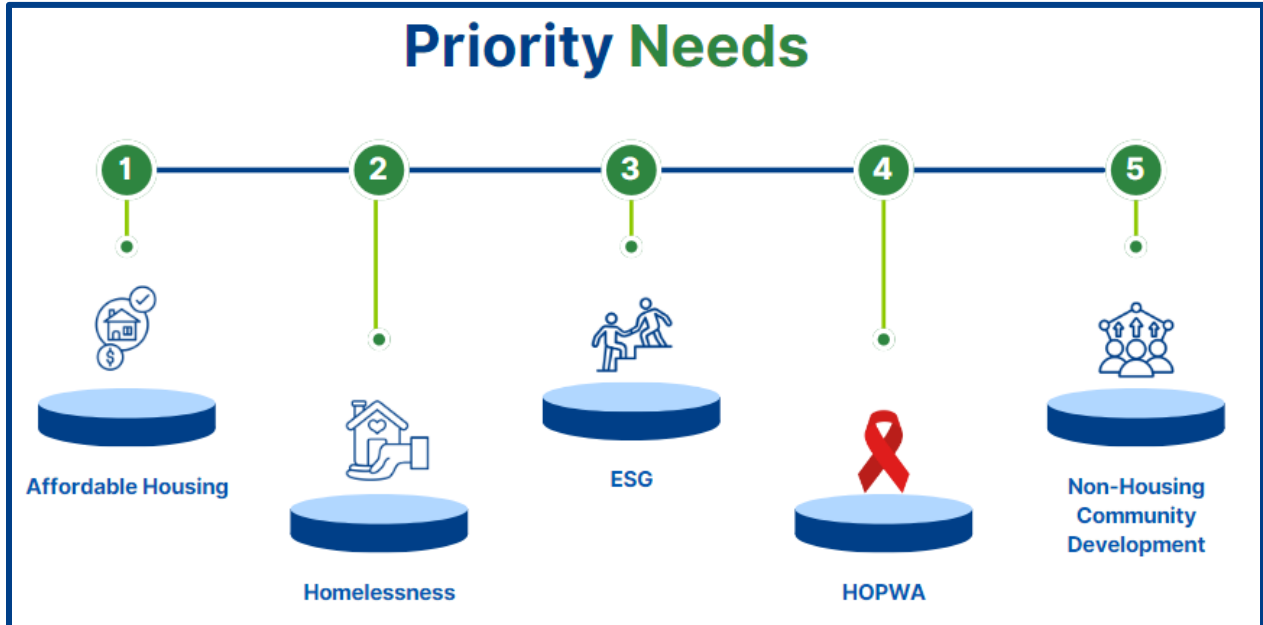 Priority Needs
1
2
3
4
5
$
Affordable Housing
Homelessness
ESG
HOPWA
Non-Housing
Community
Development